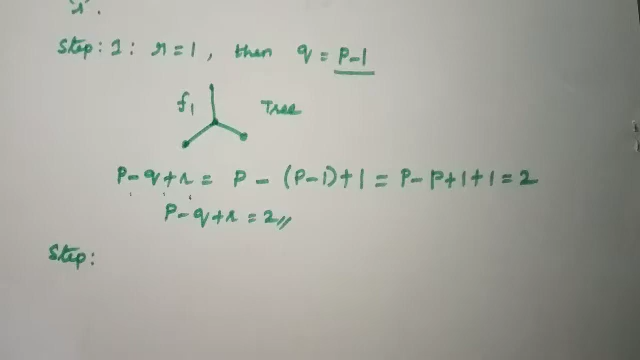 'r'.
Step: 1: r=1, then q = P-1
f1 Tree
P-q+r = P - (P-1)+1 = P-P+1+1 = 2
P-q+r = 2//
Step: